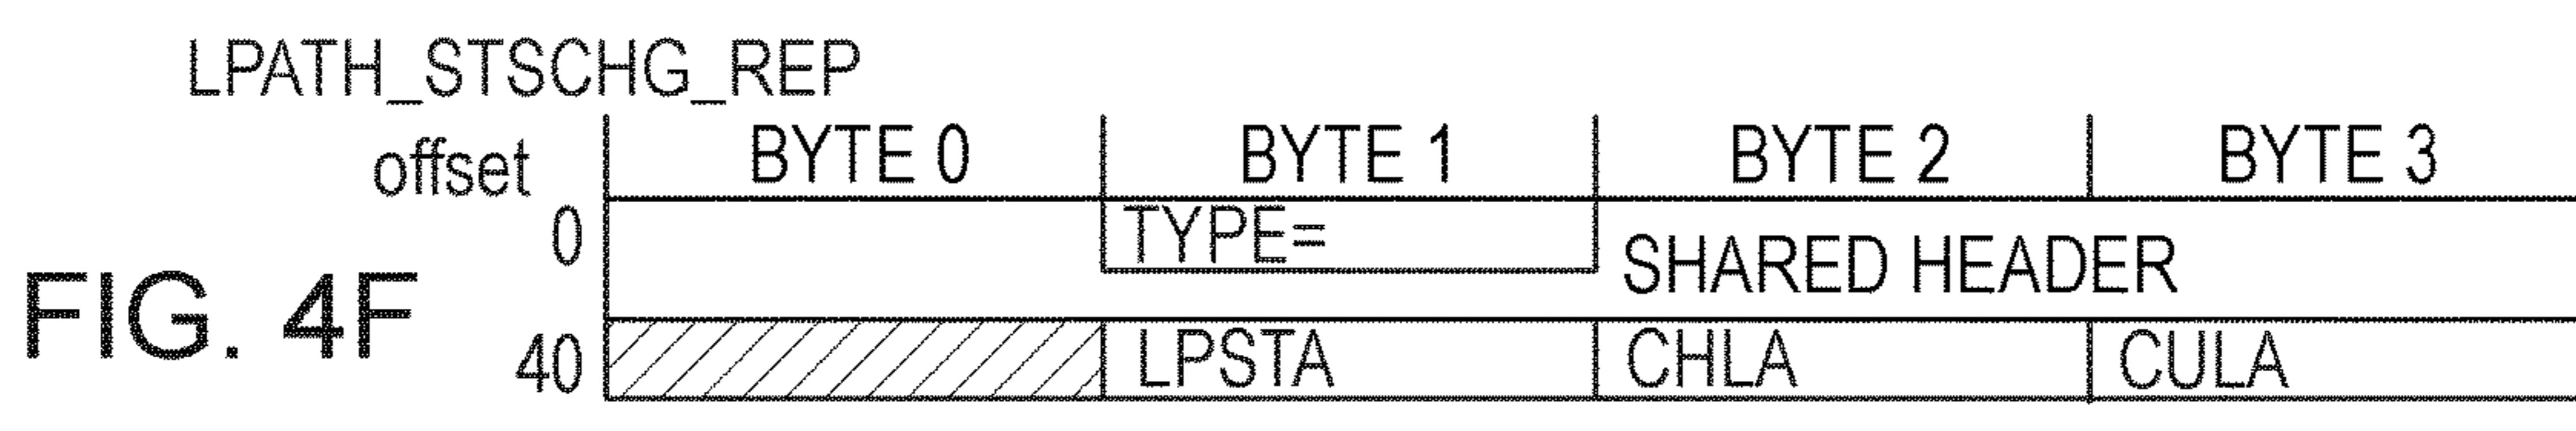 LPATH_STSCHG_REP
offset BYTE 0 BYTE 1 BYTE 2 BYTE 3
0 TYPE= SHARED HEADER
FIG. 4F
40 LPSTA CHLA CULA